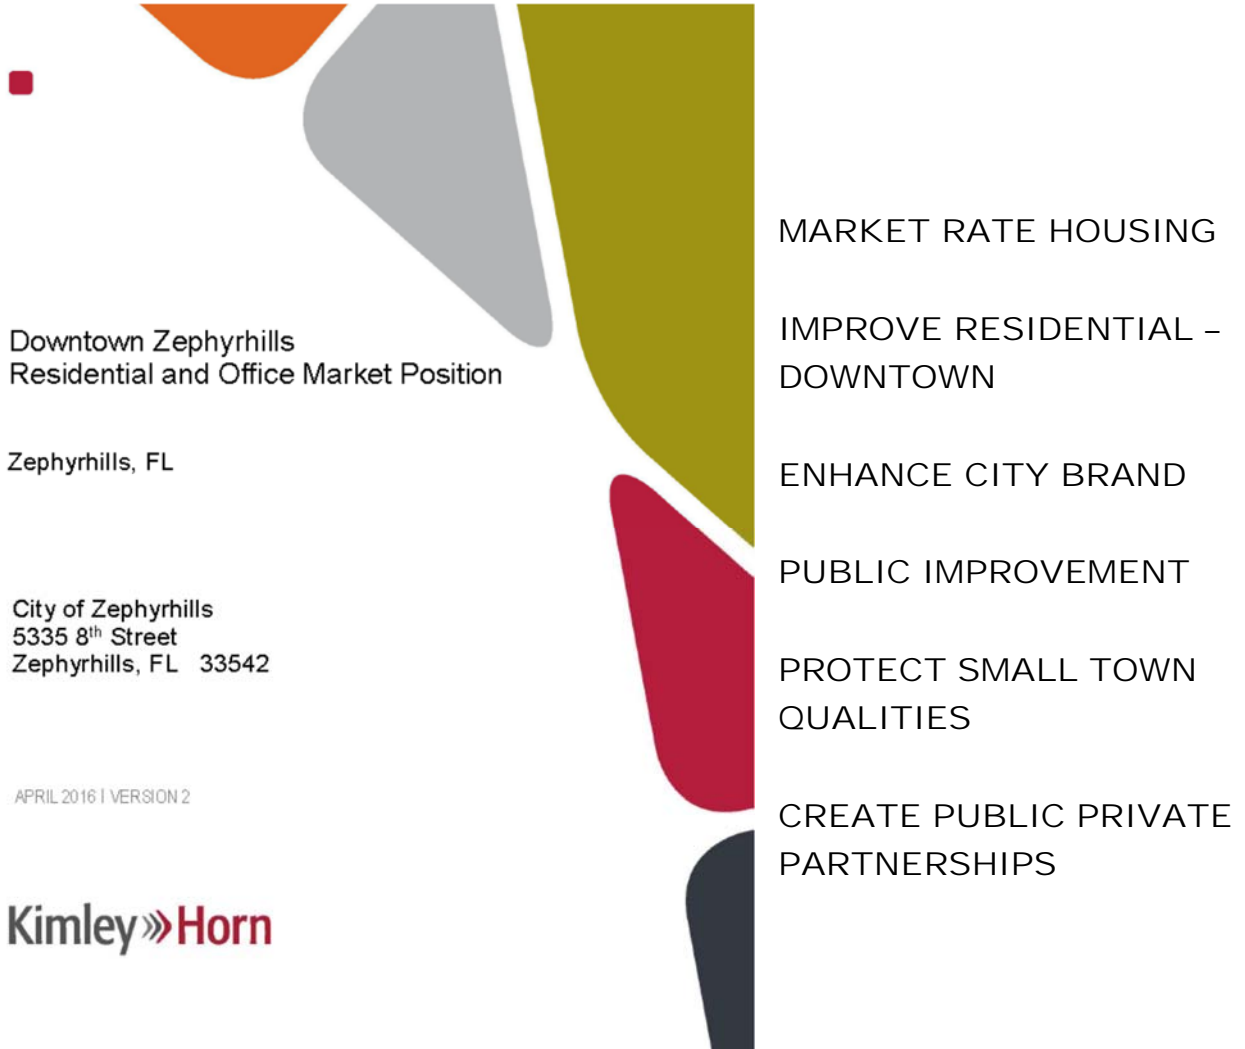 Downtown Zephyrhills
Residential and Office Market Position
Zephyrhills, FL
City of Zephyrhills
5335 8th Street
Zephyrhills, FL 33542
APRIL 2016 | VERSION 2
Kimley»Horn
MARKET RATE HOUSING
IMPROVE RESIDENTIAL –
DOWNTOWN
ENHANCE CITY BRAND
PUBLIC IMPROVEMENT
PROTECT SMALL TOWN
QUALITIES
CREATE PUBLIC PRIVATE
PARTNERSHIPS